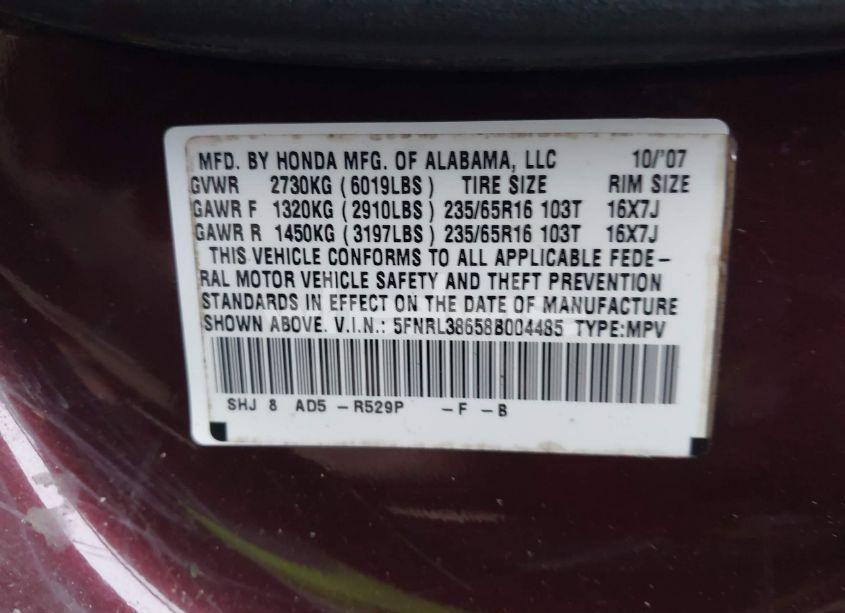 MFD. BY HONDA MFG. OF ALABAMA, LLC 10/'07
GVWR 2730KG (6019LBS) TIRE SIZE RIM SIZE
GAWR F 1320KG (2910LBS) 235/65R16 103T 16X7J
GAWR R 1450KG (3197LBS) 235/65R16 103T 16X7J
THIS VEHICLE CONFORMS TO ALL APPLICABLE FEDE-
RAL MOTOR VEHICLE SAFETY AND THEFT PREVENTION
STANDARDS IN EFFECT ON THE DATE OF MANUFACTURE
SHOWN ABOVE. V.I.N.: 5FNRL38658B004485 TYPE:MPV
SHJ 8 AD5 -R529P -F -B